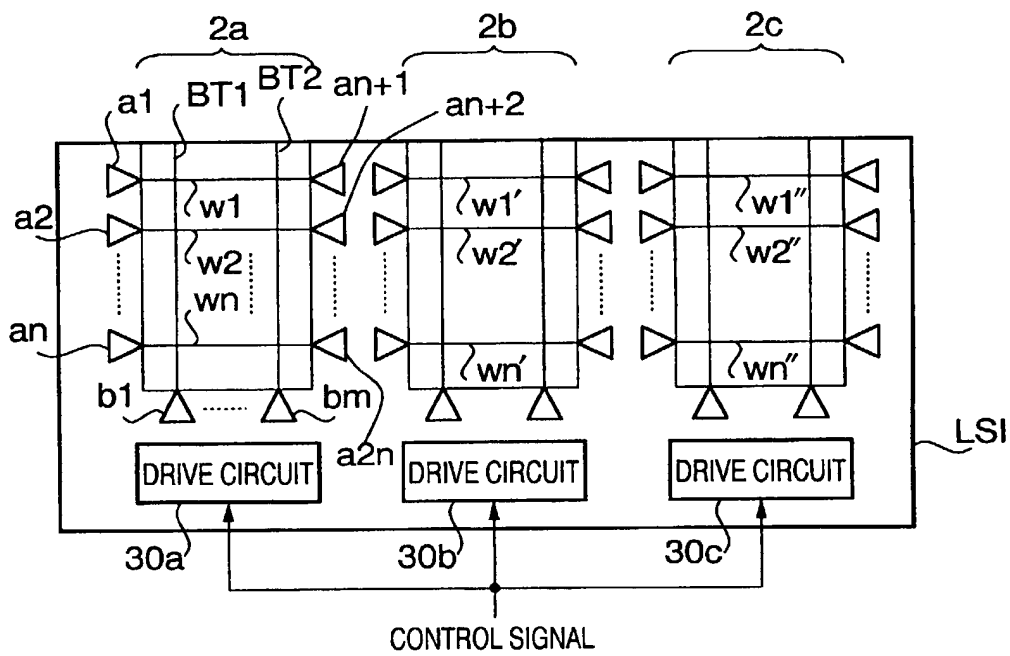 2a 2b 2c
a1 BT1 BT2 an+1 an+2
w1 w1′ w1″
a2
w2 w2′ w2″
wn
an
wn′ wn″
b1 bm
a2n LSI
DRIVE CIRCUIT DRIVE CIRCUIT DRIVE CIRCUIT
30a 30b 30c
CONTROL SIGNAL